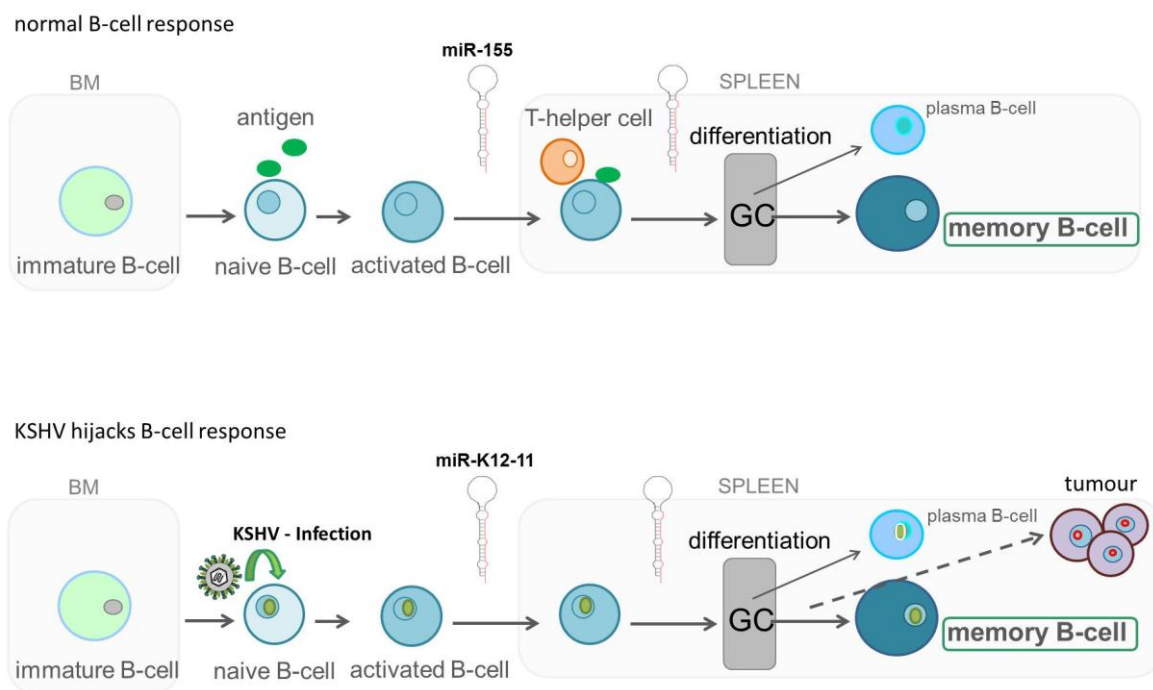 normal B-cell response
miR-155
BM
SPLEEN
antigen
T-helper cell
differentiation
plasma B-cell
GC
immature B-cell
naive B-cell
activated B-cell
memory B-cell
KSHV hijacks B-cell response
miR-K12-11
BM
SPLEEN
tumour
KSHV - Infection
differentiation
plasma B-cell
GC
immature B-cell
naive B-cell
activated B-cell
memory B-cell